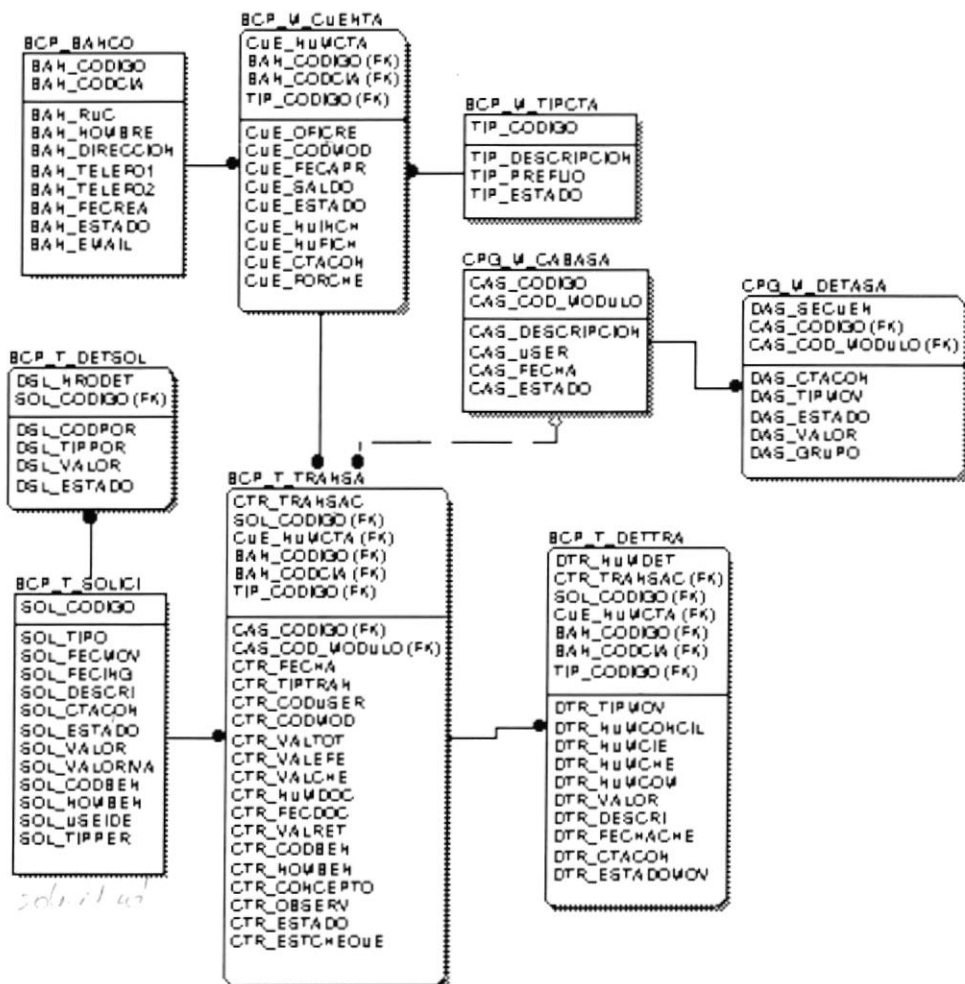 BCP_M_CUENTA
CUE_NUMCTA
BAN_CODIGO (FK)
BAN_CODCIA (FK)
TIP_CODIGO (FK)
CUE_OFICRE
CUE_CODMOD
CUE_FECAPR
CUE_SALDO
CUE_ESTADO
CUE_NUINCH
CUE_NUFICH
CUE_CTACON
CUE_FORCHE
BCP_BANCO
BAN_CODIGO
BAN_CODCIA
BAN_RUC
BAN_NOMBRE
BAN_DIRECCION
BAN_TELEFO1
BAN_TELEFO2
BAN_FECREA
BAN_ESTADO
BAN_EMAIL
BCP_M_TIPCTA
TIP_CODIGO
TIP_DESCRIPCION
TIP_PREFIJO
TIP_ESTADO
CPG_M_CABASA
CAS_CODIGO
CAS_COD_MODULO
CAS_DESCRIPCION
CAS_USER
CAS_FECHA
CAS_ESTADO
CPG_M_DETASA
DAS_SECUEN
CAS_CODIGO (FK)
CAS_COD_MODULO (FK)
DAS_CTACON
DAS_TIPMOV
DAS_ESTADO
DAS_VALOR
DAS_GRUPO
BCP_T_DETSOL
DSL_NRODET
SOL_CODIGO (FK)
DSL_CODPOR
DSL_TIPPOR
DSL_VALOR
DSL_ESTADO
BCP_T_TRANSA
CTR_TRANSAC
SOL_CODIGO (FK)
CUE_NUMCTA (FK)
BAN_CODIGO (FK)
BAN_CODCIA (FK)
TIP_CODIGO (FK)
CAS_CODIGO (FK)
CAS_COD_MODULO (FK)
CTR_FECHA
CTR_TIPTRAN
CTR_CODUSER
CTR_CODMOD
CTR_VALTOT
CTR_VALEFE
CTR_VALCHE
CTR_NUMDOC
CTR_FECDOC
CTR_VALRET
CTR_CODBEN
CTR_NOMBEN
CTR_CONCEPTO
CTR_OBSERV
CTR_ESTADO
CTR_ESTCHEQUE
BCP_T_DETTRA
DTR_NUMDET
CTR_TRANSAC (FK)
SOL_CODIGO (FK)
CUE_NUMCTA (FK)
BAN_CODIGO (FK)
BAN_CODCIA (FK)
TIP_CODIGO (FK)
DTR_TIPMOV
DTR_NUMCONCIL
DTR_NUMCIE
DTR_NUMCHE
DTR_NUMCOM
DTR_VALOR
DTR_DESCRI
DTR_FECHACHE
DTR_CTACON
DTR_ESTADOMOV
BCP_T_SOLICI
SOL_CODIGO
SOL_TIPO
SOL_FECMOV
SOL_FECING
SOL_DESCRI
SOL_CTACON
SOL_ESTADO
SOL_VALOR
SOL_VALORIVA
SOL_CODBEN
SOL_NOMBEN
SOL_USEIDE
SOL_TIPPER
solicitud